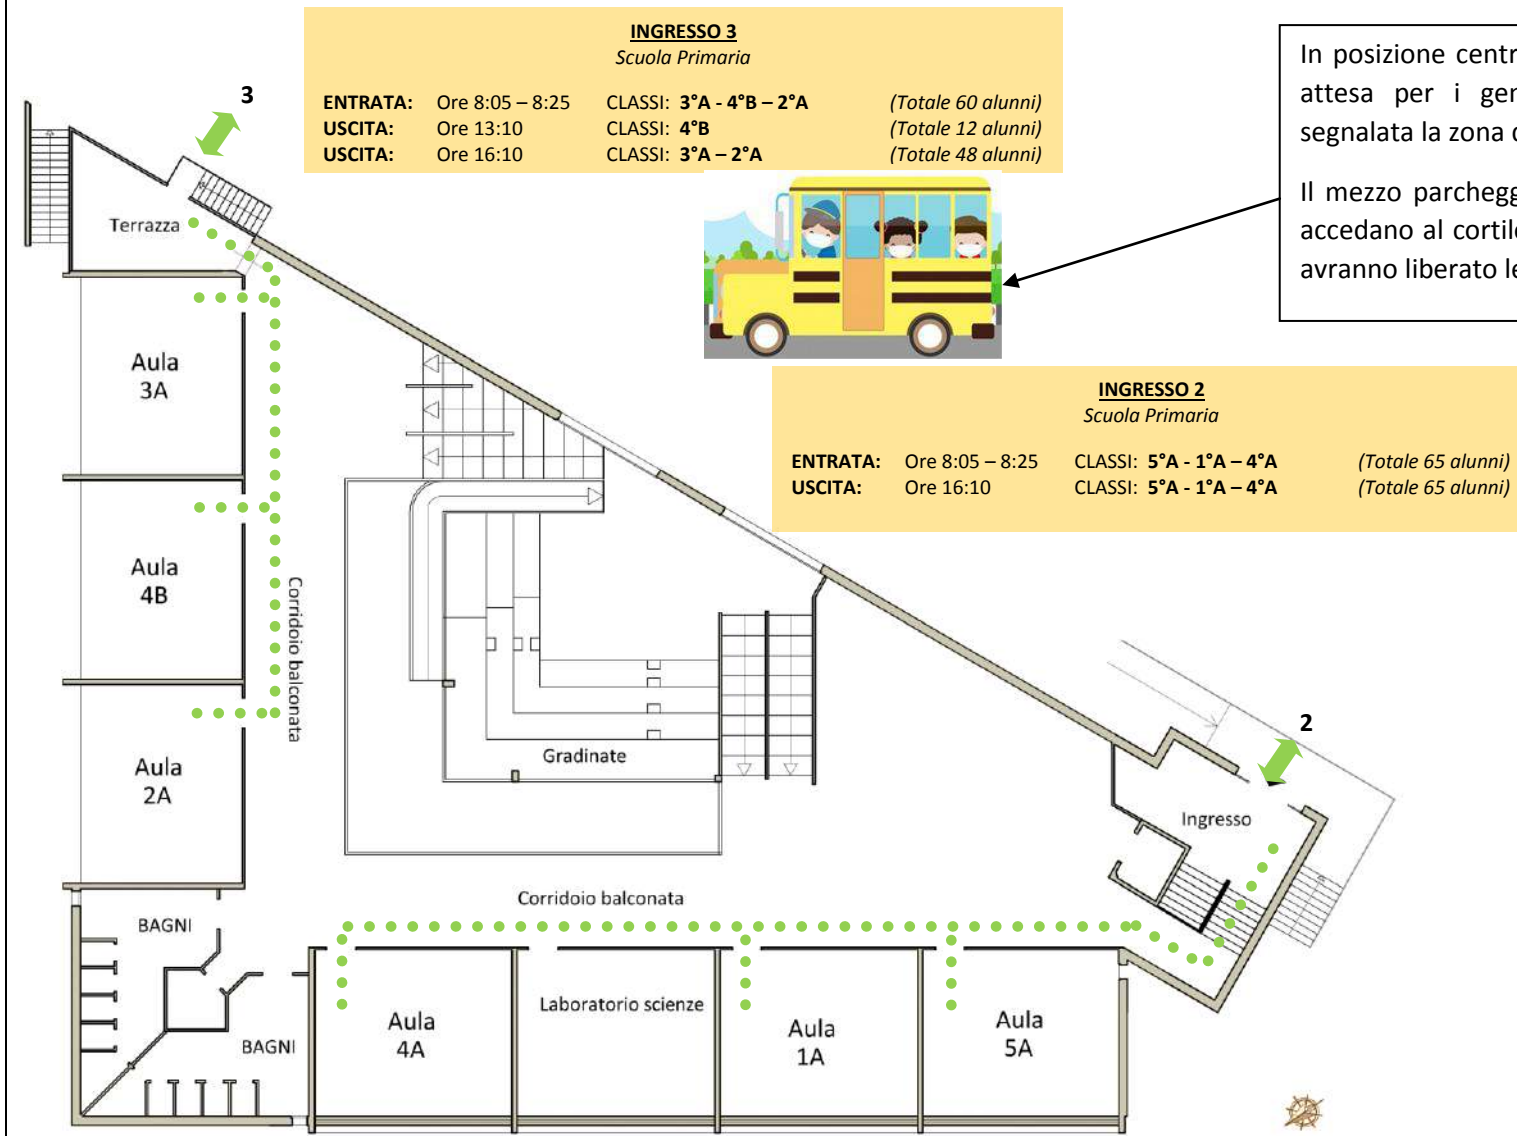 INGRESSO 3
Scuola Primaria
ENTRATA: Ore 8:05 – 8:25 CLASSI: 3°A - 4°B – 2°A (Totale 60 alunni)
USCITA: Ore 13:10 CLASSI: 4°B (Totale 12 alunni)
USCITA: Ore 16:10 CLASSI: 3°A – 2°A (Totale 48 alunni)
In posizione centr
attesa per i ger
segnalata la zona
Il mezzo parchegg
accedano al cortil
avranno liberato l
3
Terrazza
Aula
3A
INGRESSO 2
Scuola Primaria
ENTRATA: Ore 8:05 – 8:25 CLASSI: 5°A - 1°A – 4°A (Totale 65 alunni)
USCITA: Ore 16:10 CLASSI: 5°A - 1°A – 4°A (Totale 65 alunni)
Aula
4B
Corridoio balconata
Aula
2A
Gradinate
2
Ingresso
Corridoio balconata
BAGNI
BAGNI
Aula
4A
Laboratorio scienze
Aula
1A
Aula
5A